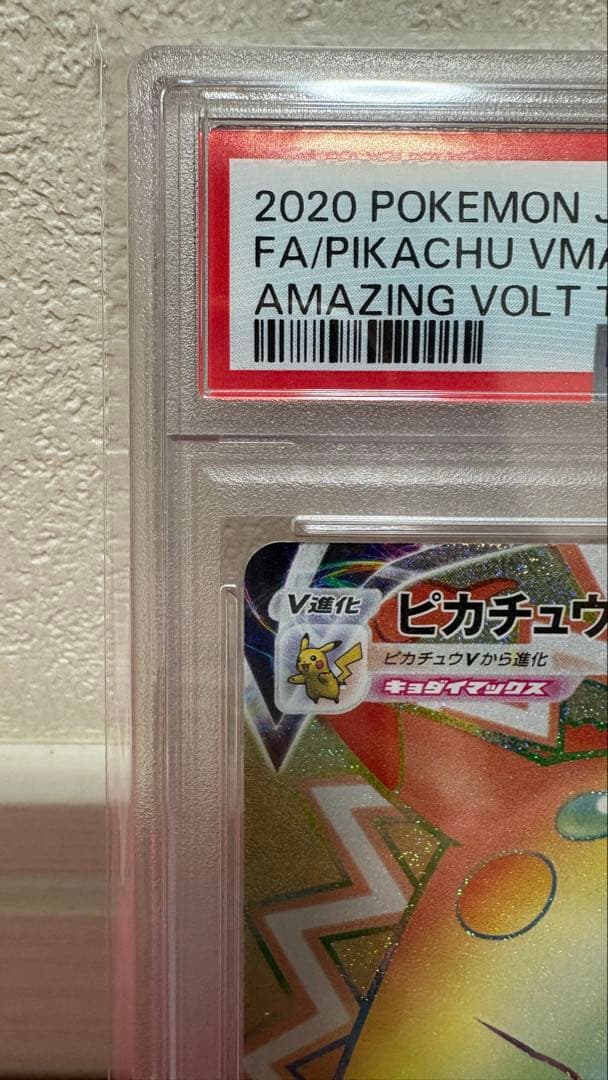 2020 POKEMON J
FA/PIKACHU VMA
AMAZING VOLT T
V進化
ピカチュウ
ピカチュウVから進化
キョダイマックス